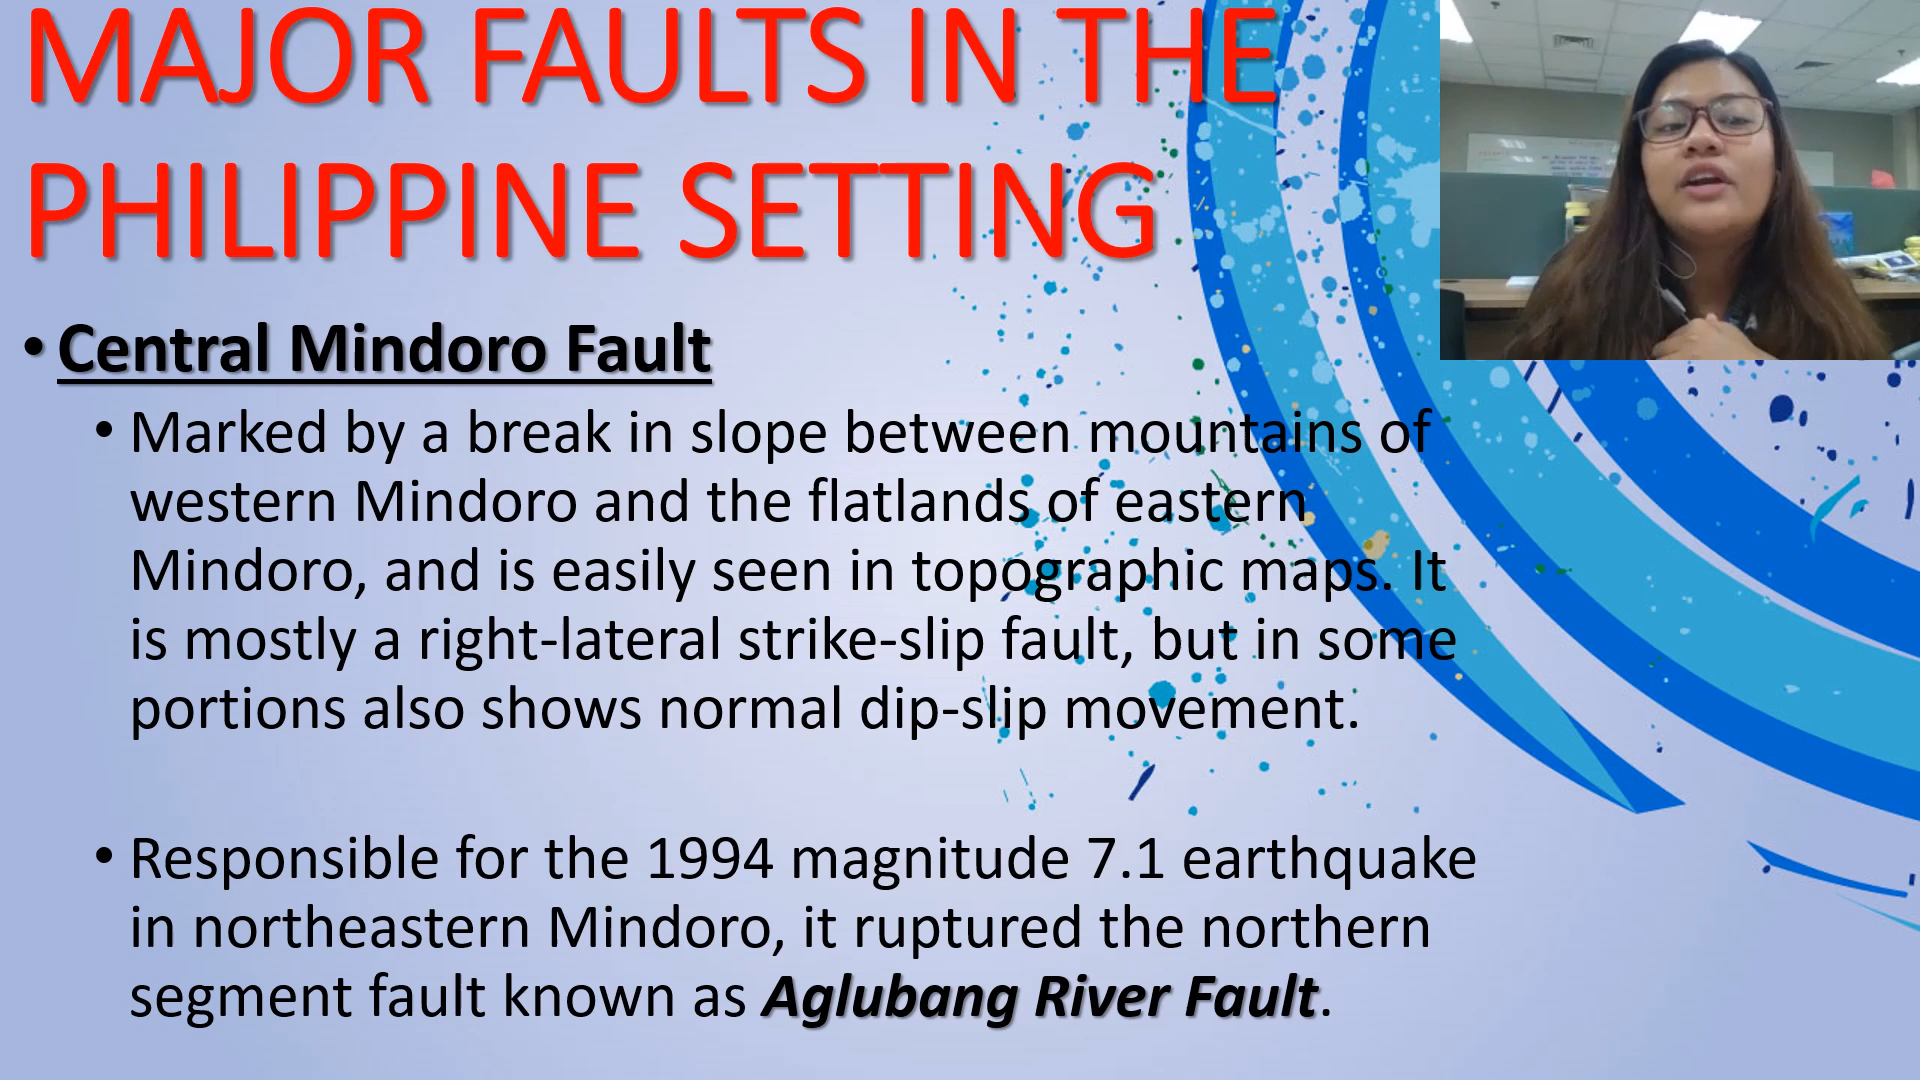 MAJOR FAULTS IN THE
PHILIPPINE SETTING
• Central Mindoro Fault
• Marked by a break in slope between mountains of
western Mindoro and the flatlands of eastern
Mindoro, and is easily seen in topographic maps. It
is mostly a right-lateral strike-slip fault, but in some
portions also shows normal dip-slip movement.
• Responsible for the 1994 magnitude 7.1 earthquake
in northeastern Mindoro, it ruptured the northern
segment fault known as Aglubang River Fault.